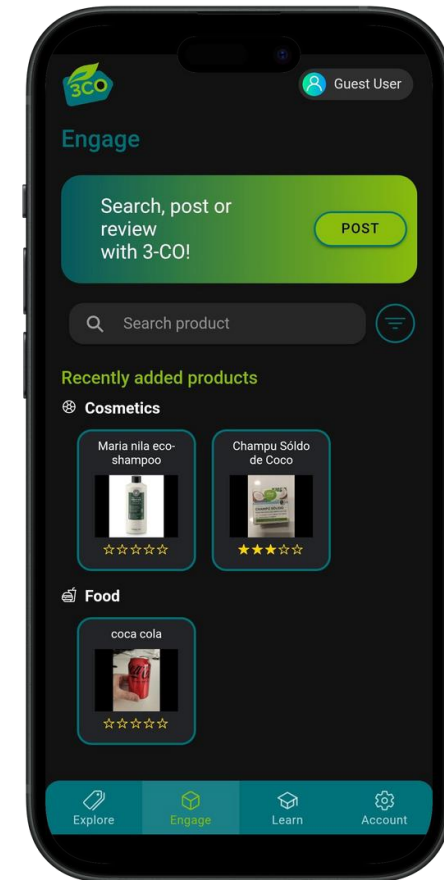 3CO
Guest User
Engage
Search, post or
review
with 3-CO!
POST
Search product
Recently added products
Cosmetics
Maria nila eco-
shampoo
Champu Sóldo
de Coco
Food
coca cola
Explore
Engage
Learn
Account